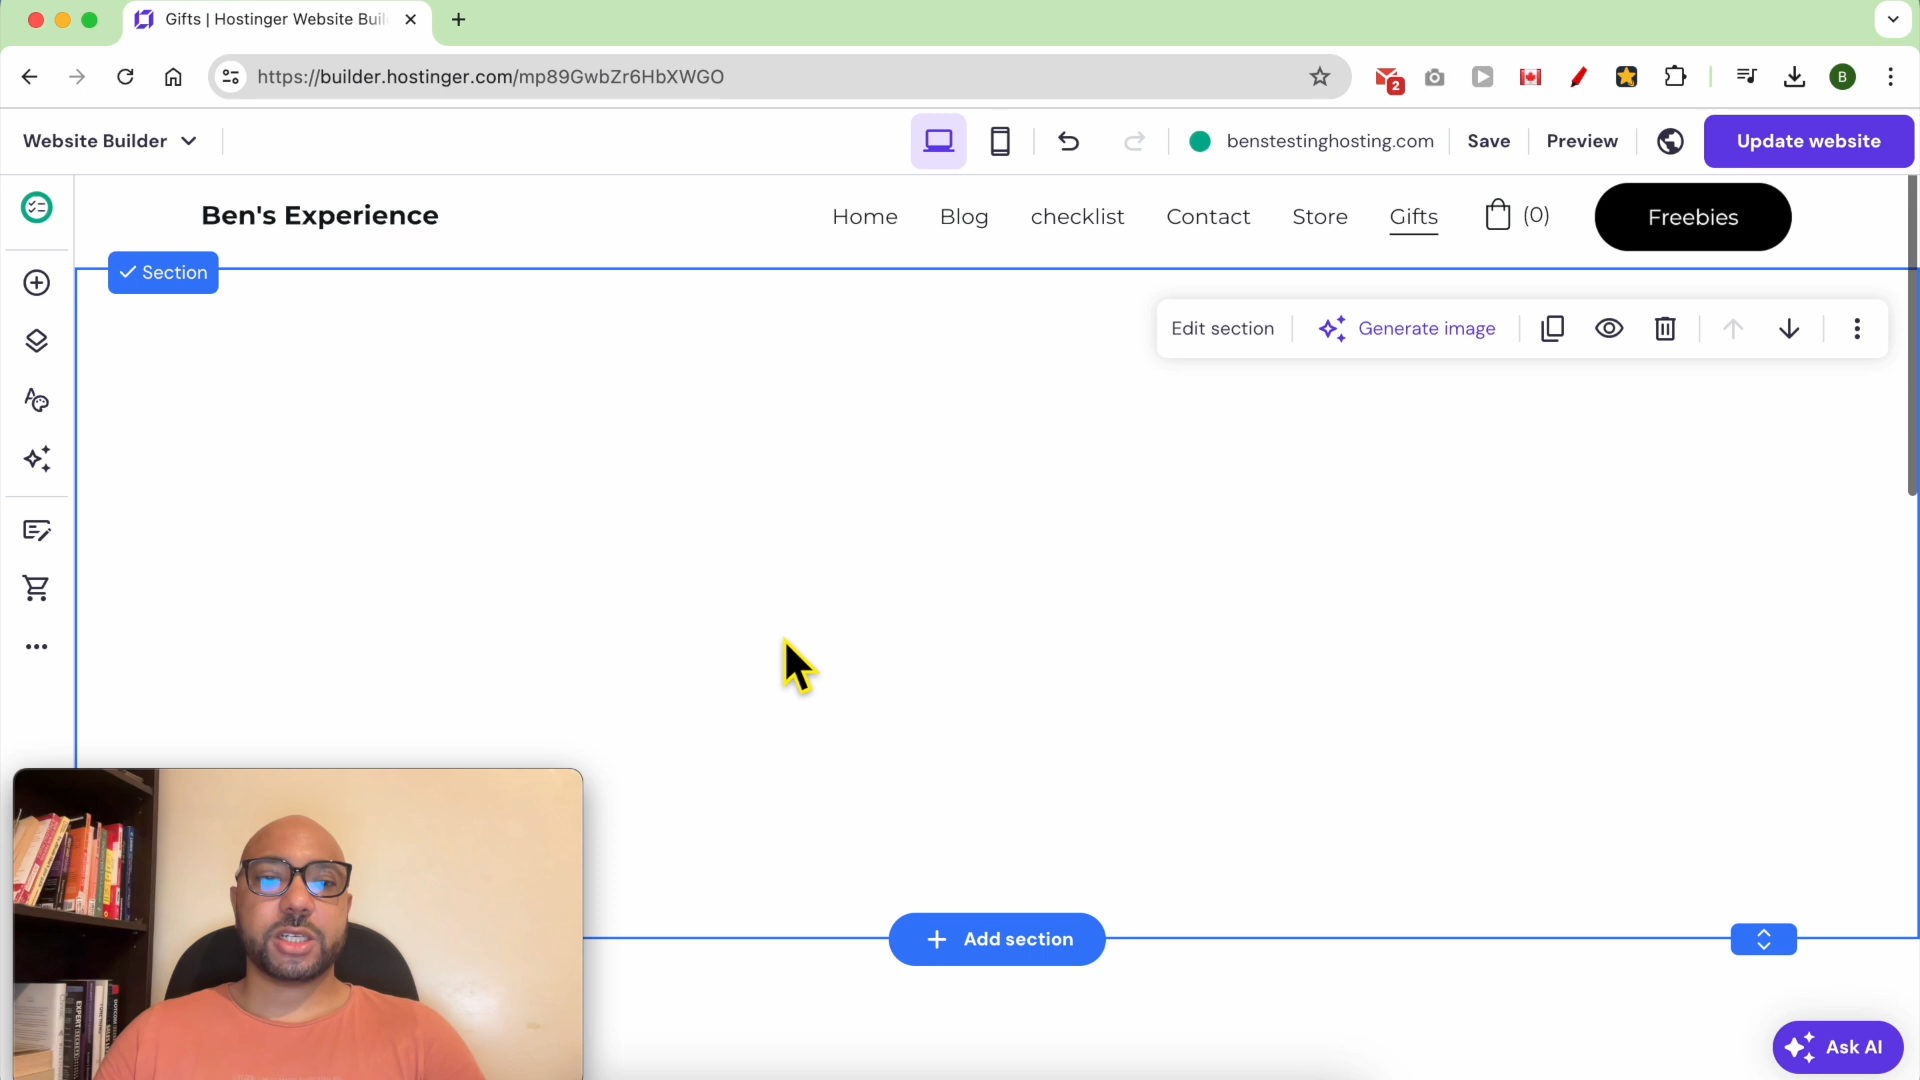 Gifts | Hostinger Website Buil
https://builder.hostinger.com/mp89GwbZr6HbXWGO
2
B
Website Builder
benstestinghosting.com
Save
Preview
Update website
Ben's Experience
Home
Blog
checklist
Contact
Store
Gifts
(0)
Freebies
Section
Edit section
Generate image
Add section
Ask AI